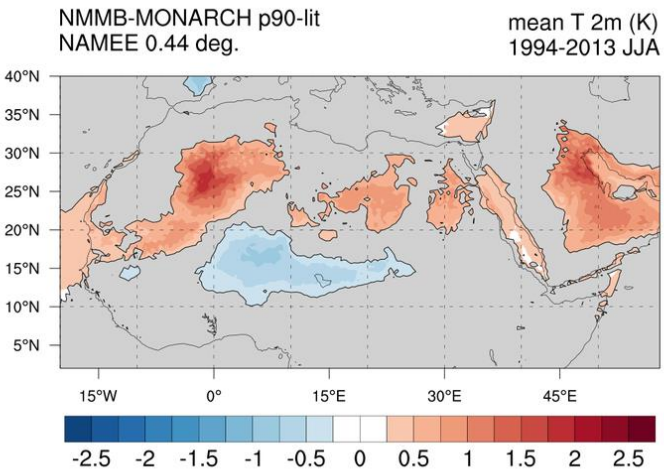 NMMB-MONARCH p90-lit
NAMEE 0.44 deg.
mean T 2m (K)
1994-2013 JJA
40°N
35°N
30°N
25°N
20°N
15°N
10°N
5°N
15°W 0° 15°E 30°E 45°E
-2.5 -2 -1.5 -1 -0.5 0 0.5 1 1.5 2 2.5